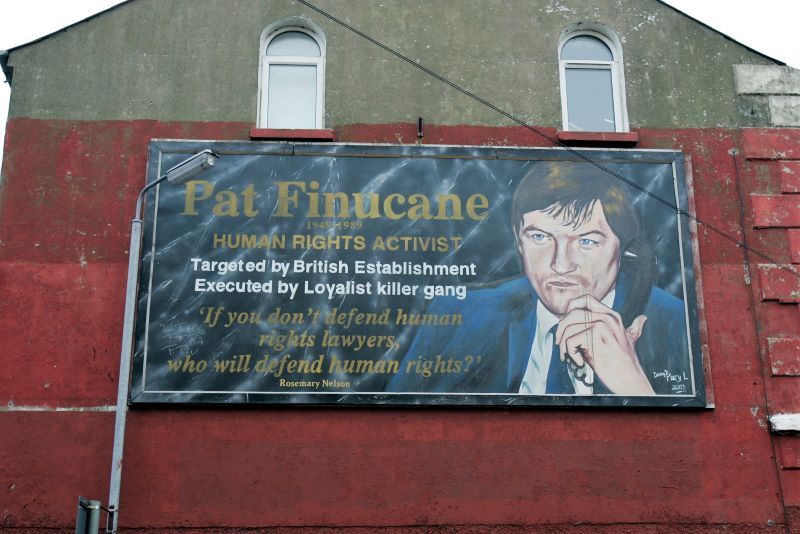 Pat Finucane
1949-1989
HUMAN RIGHTS ACTIVIST
Targeted by British Establishment
Executed by Loyalist killer gang
‘If you don't defend human
rights lawyers,
who will defend human rights?’
Rosemary Nelson
2003